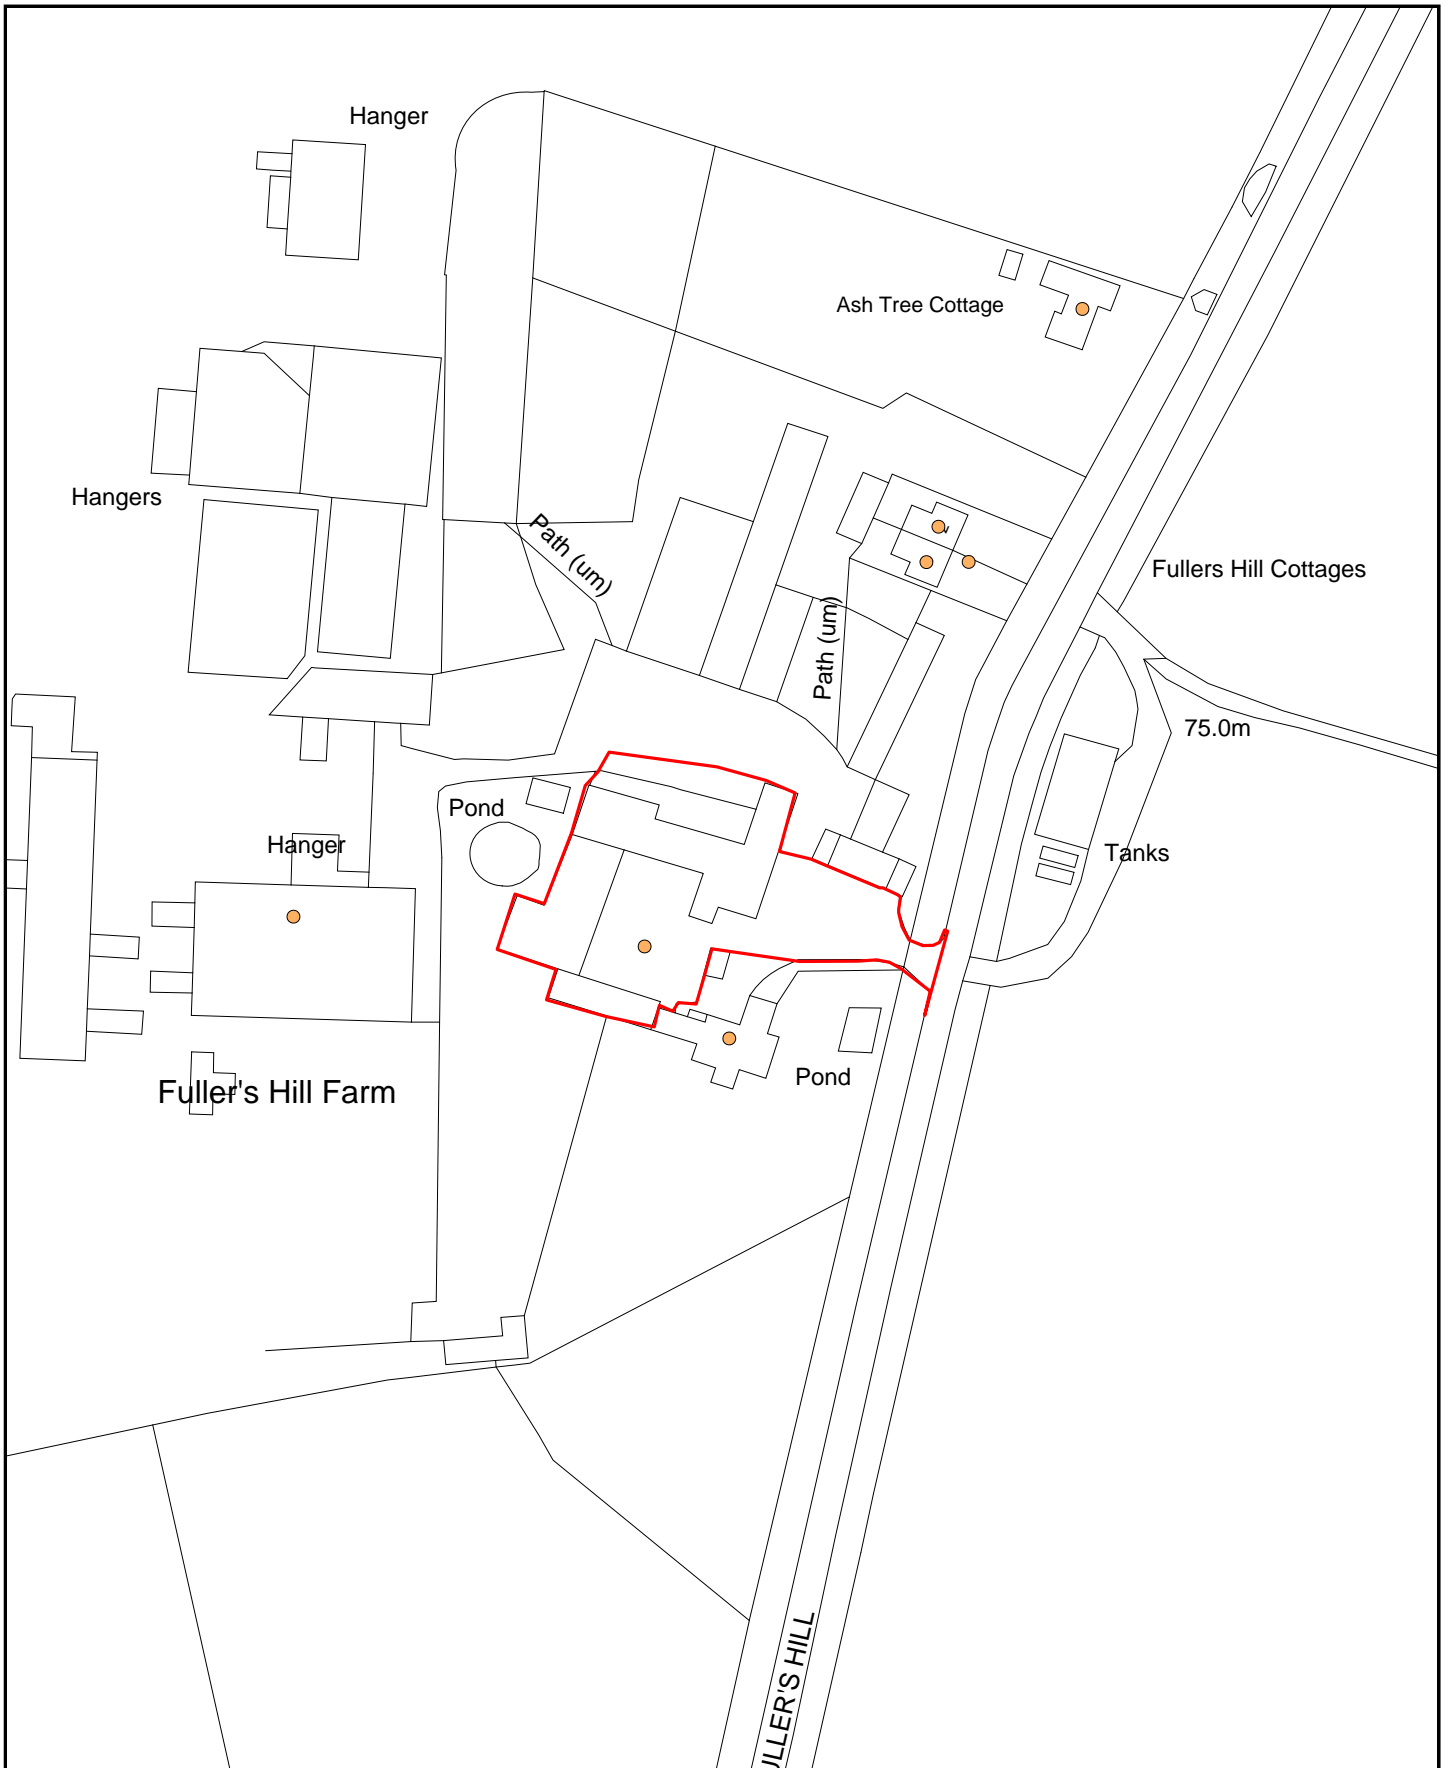 Hanger
Ash Tree Cottage
Hangers
Path (um)
Fullers Hill Cottages
Path (um)
75.0m
Pond
Hanger
Tanks
Pond
Fuller's Hill Farm
ULLER'S HILL